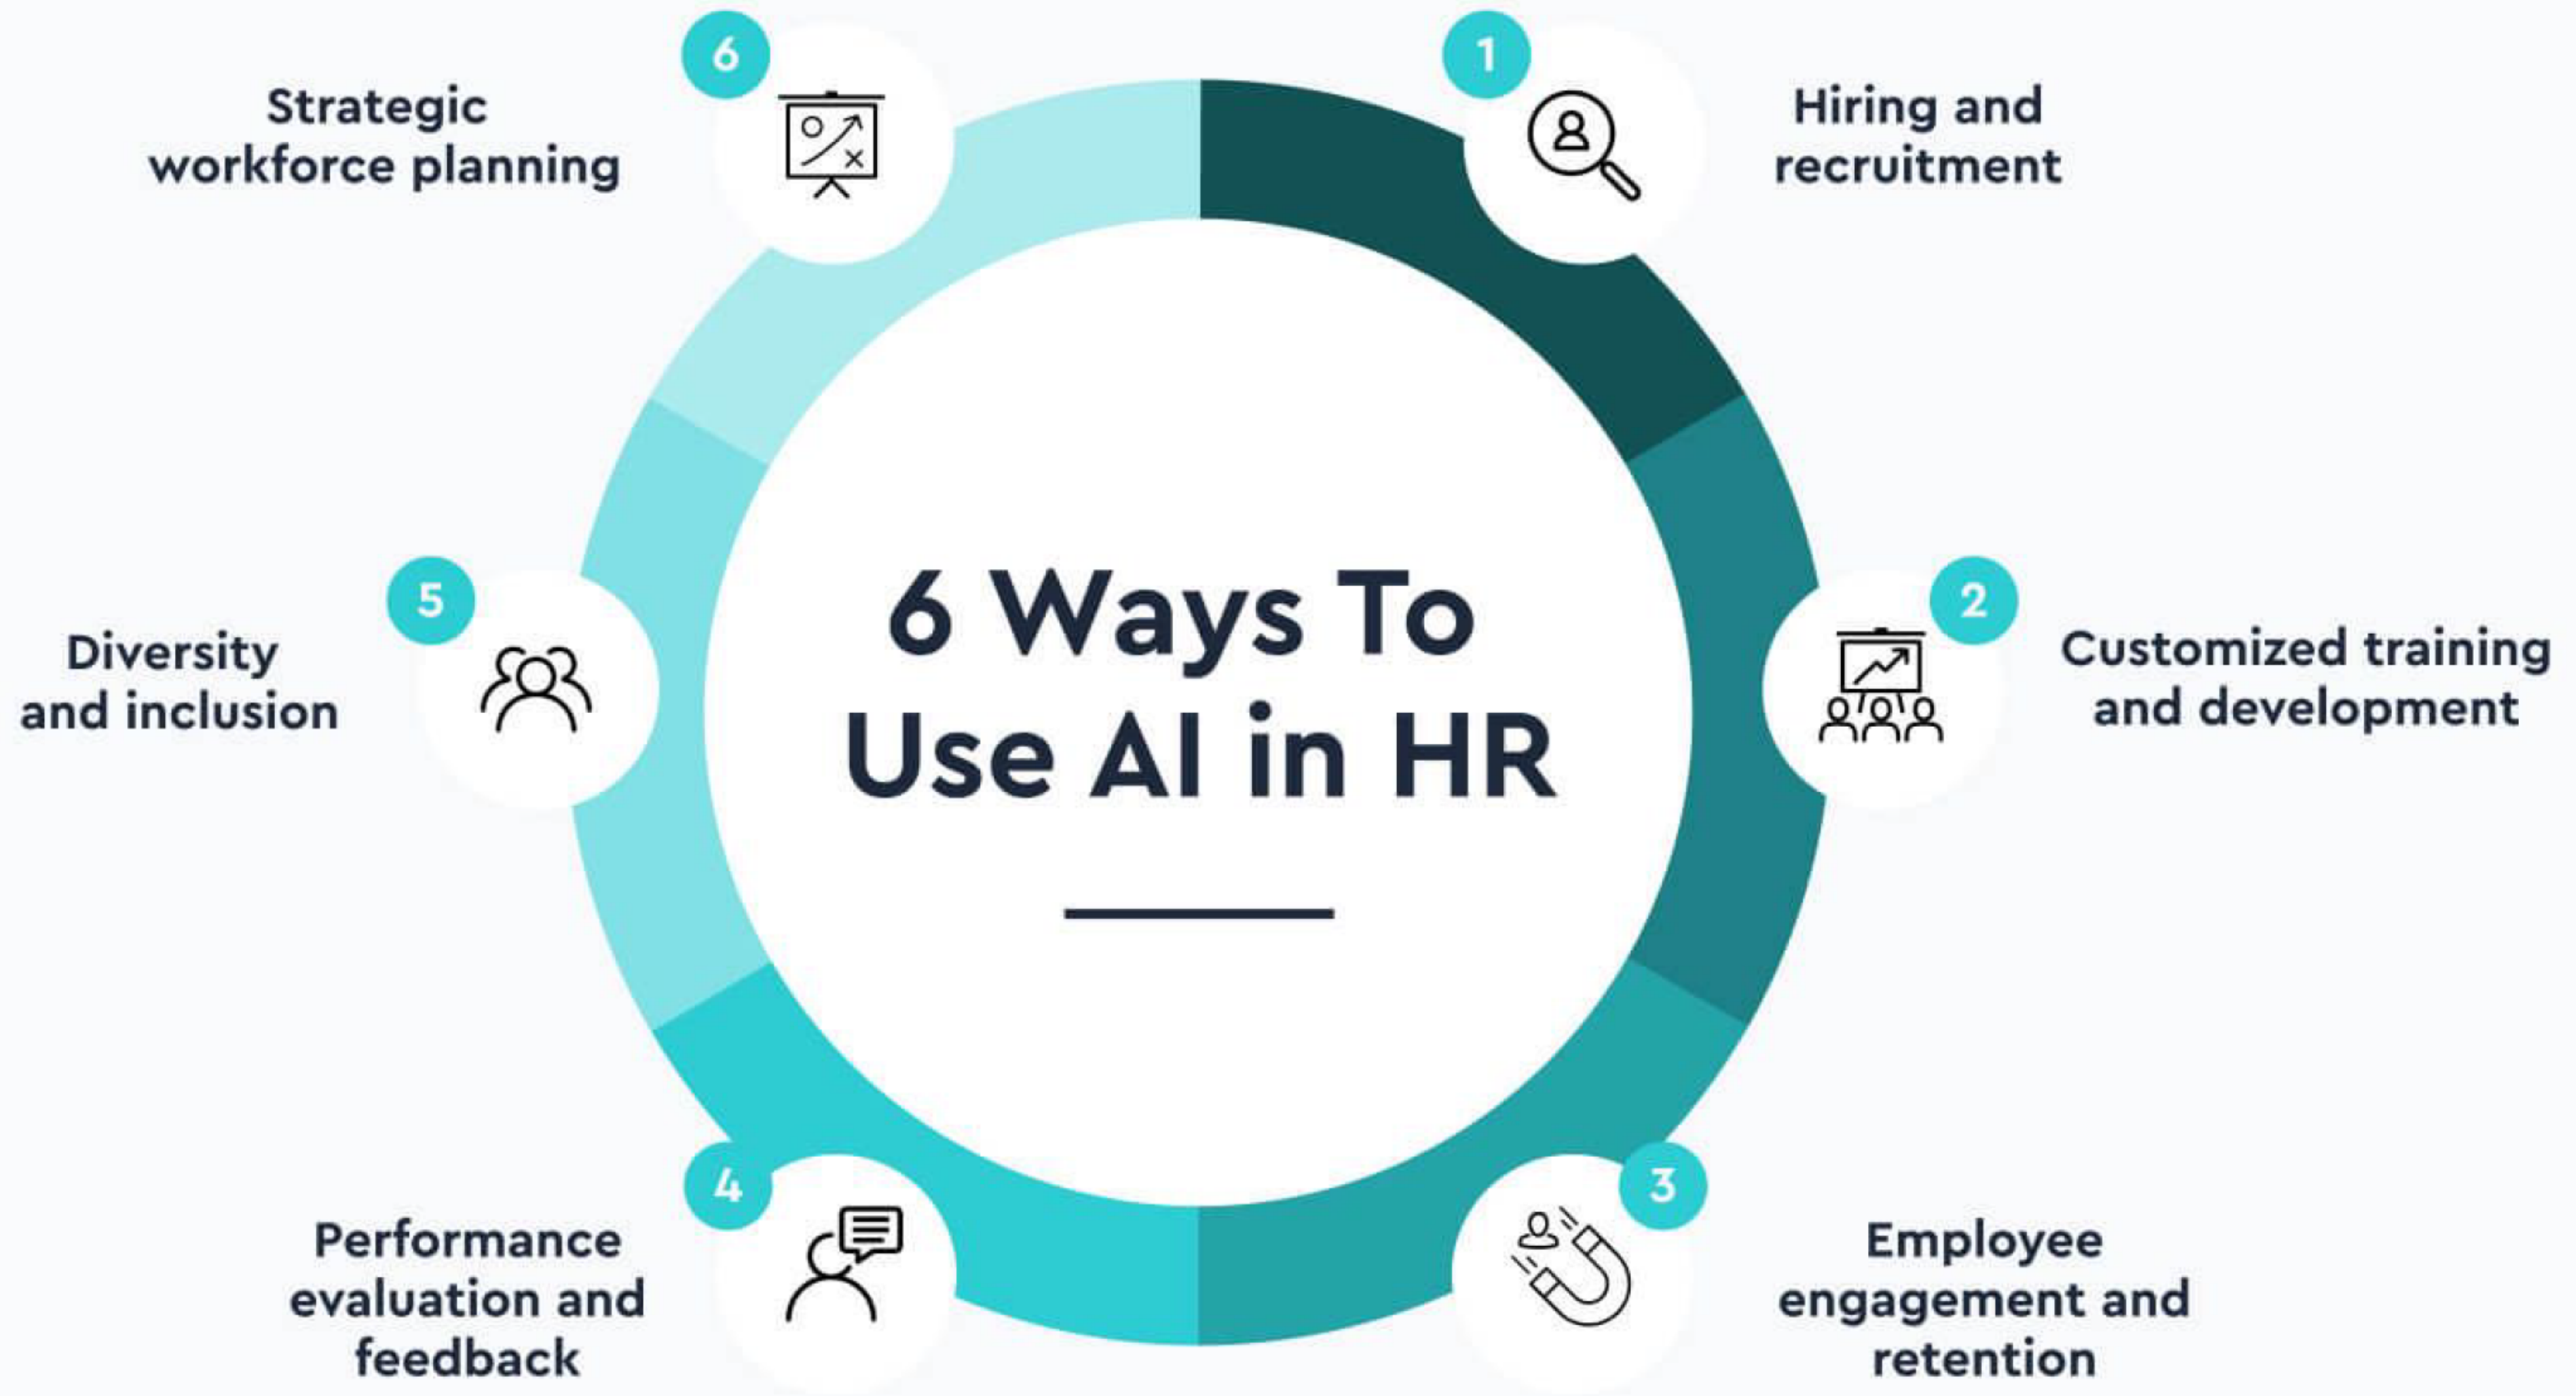 6 Ways To
Use AI in HR
1
Hiring and
recruitment
2
Customized training
and development
3
Employee
engagement and
retention
4
Performance
evaluation and
feedback
5
Diversity
and inclusion
6
Strategic
workforce planning